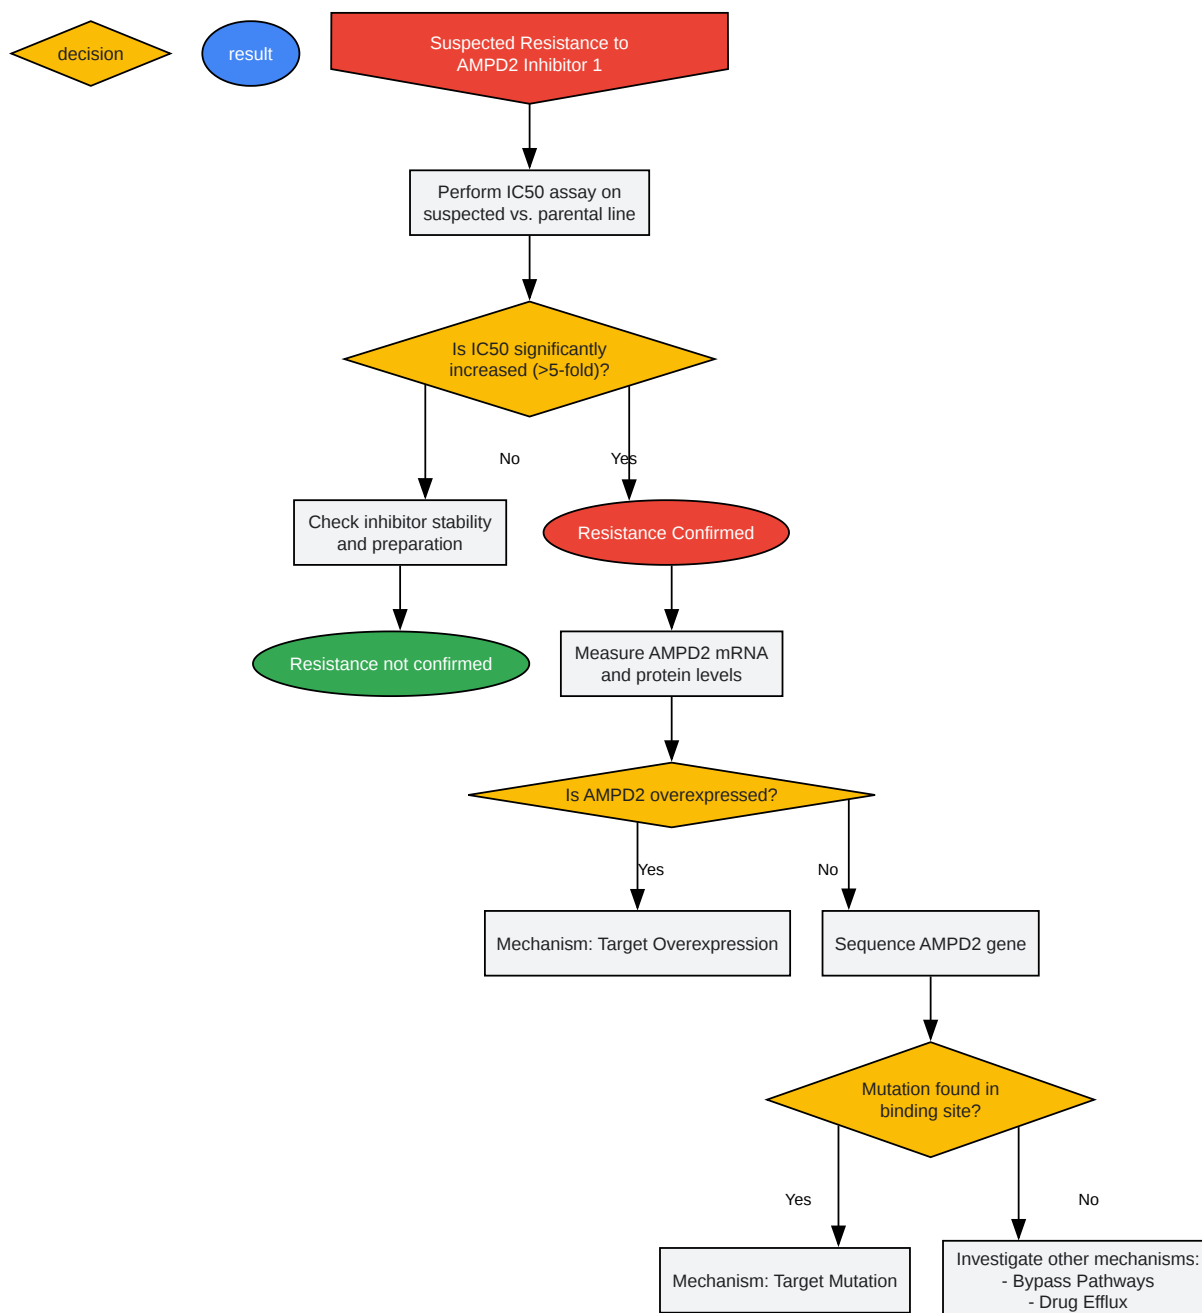 decision
result
Suspected Resistance to
AMPD2 Inhibitor 1
Perform IC50 assay on
suspected vs. parental line
Is IC50 significantly
increased (>5-fold)?
No
Yes
Check inhibitor stability
and preparation
Resistance Confirmed
Resistance not confirmed
Measure AMPD2 mRNA
and protein levels
Is AMPD2 overexpressed?
Yes
No
Mechanism: Target Overexpression
Sequence AMPD2 gene
Mutation found in
binding site?
Yes
No
Mechanism: Target Mutation
Investigate other mechanisms:
- Bypass Pathways
- Drug Efflux